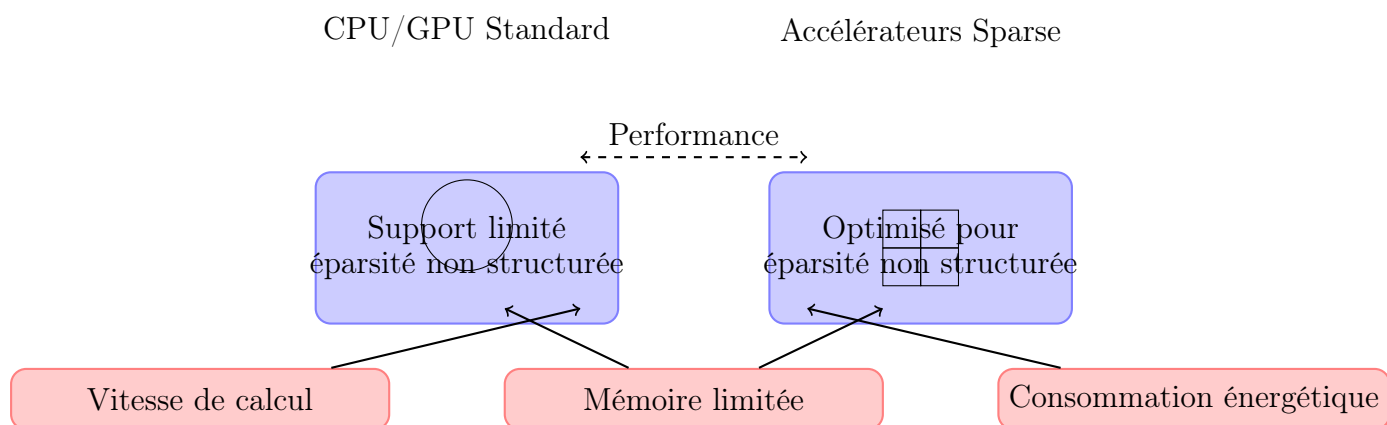 CPU/GPU Standard
Accélérateurs Sparse
Performance
Support limité
éparsité non structurée
Optimisé pour
éparsité non structurée
Vitesse de calcul
Mémoire limitée
Consommation énergétique